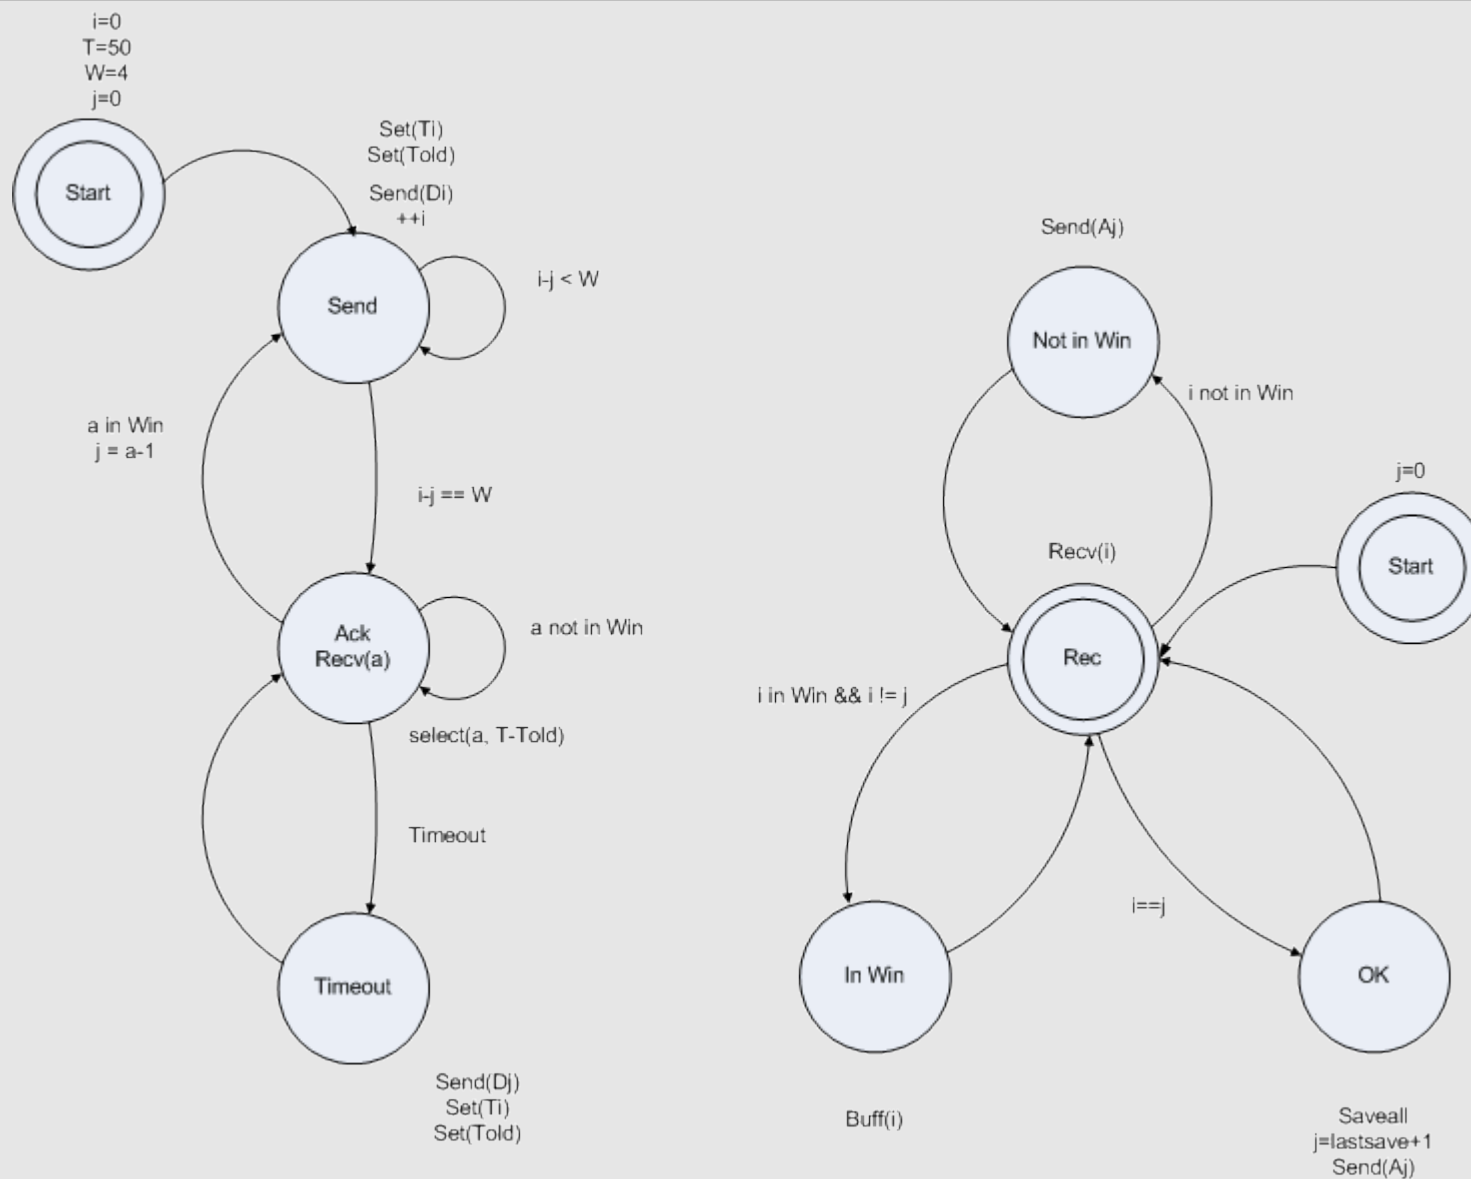 i=0
T=50
W=4
j=0
Start
Set(Ti)
Set(Told)
Send(Di)
++i
Send
i-j < W
a in Win
j = a-1
i-j == W
Ack
Recv(a)
a not in Win
select(a, T-Told)
Timeout
Timeout
Send(Dj)
Set(Ti)
Set(Told)
Send(Aj)
Not in Win
i not in Win
j=0
Start
Recv(i)
Rec
i in Win && i != j
i==j
In Win
OK
Buff(i)
Saveall
j=lastsave+1
Send(Aj)